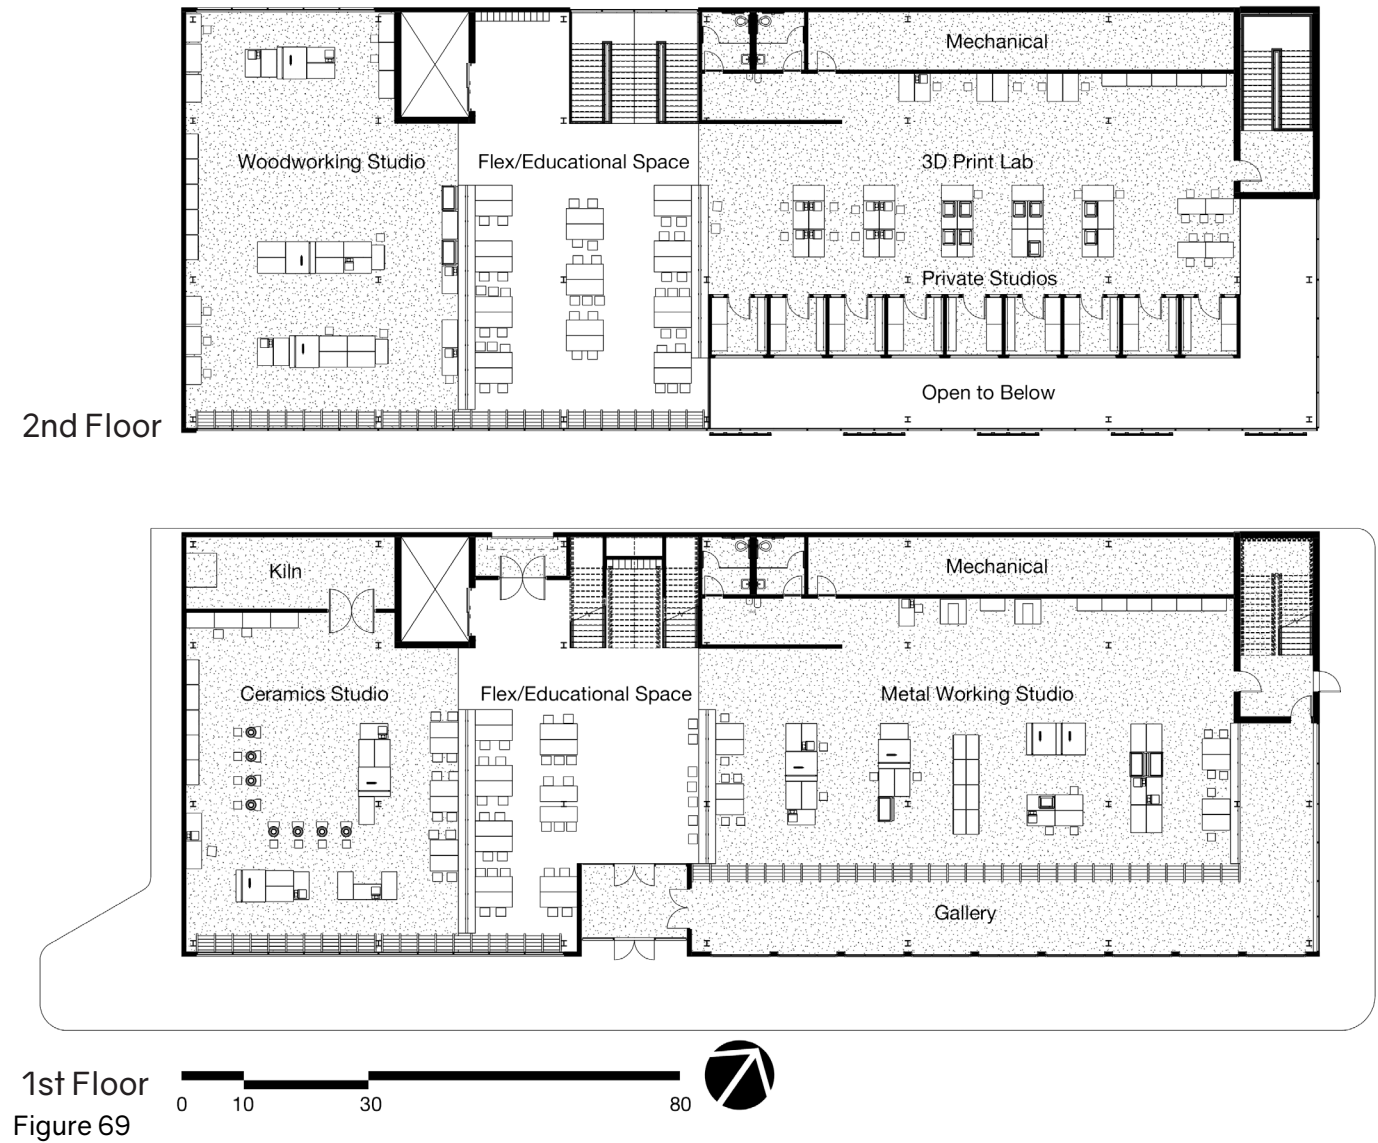 Mechanical
Woodworking Studio
Flex/Educational Space
3D Print Lab
Private Studios
Open to Below
2nd Floor
Kiln
Mechanical
Ceramics Studio
Flex/Educational Space
Metal Working Studio
Gallery
1st Floor
0 10 30 80
Figure 69